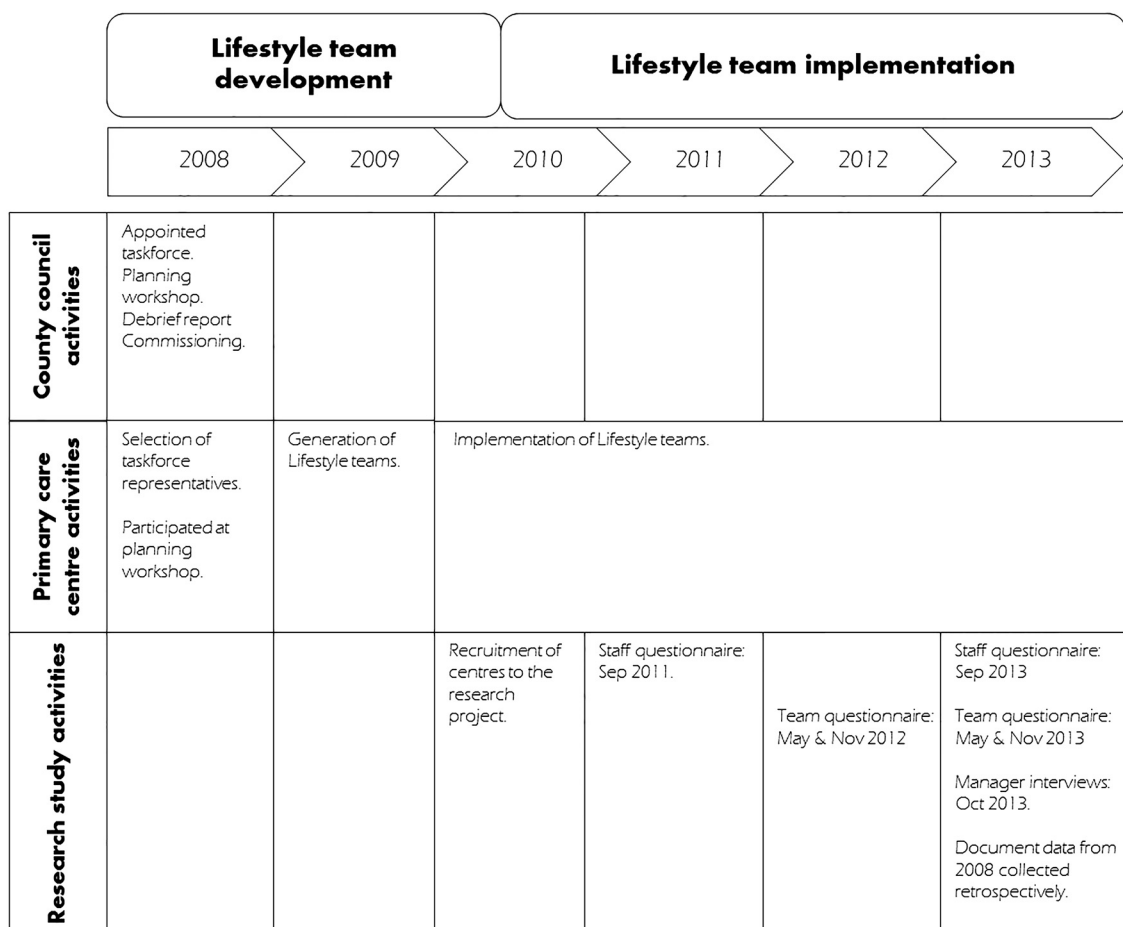 Lifestyle team
development
Lifestyle team implementation
2008
2009
2010
2011
2012
2013
County council
activities
Appointed
taskforce.
Planning
workshop.
Debrief report
Commissioning.
Primary care
centre activities
Selection of
taskforce
representatives.
Participated at
planning
workshop.
Generation of
Lifestyle teams.
Implementation of Lifestyle teams.
Research study activities
Recruitment of
centres to the
research
project.
Staff questionnaire:
Sep 2011.
Team questionnaire:
May & Nov 2012
Staff questionnaire:
Sep 2013
Team questionnaire:
May & Nov 2013
Manager interviews:
Oct 2013.
Document data from
2008 collected
retrospectively.